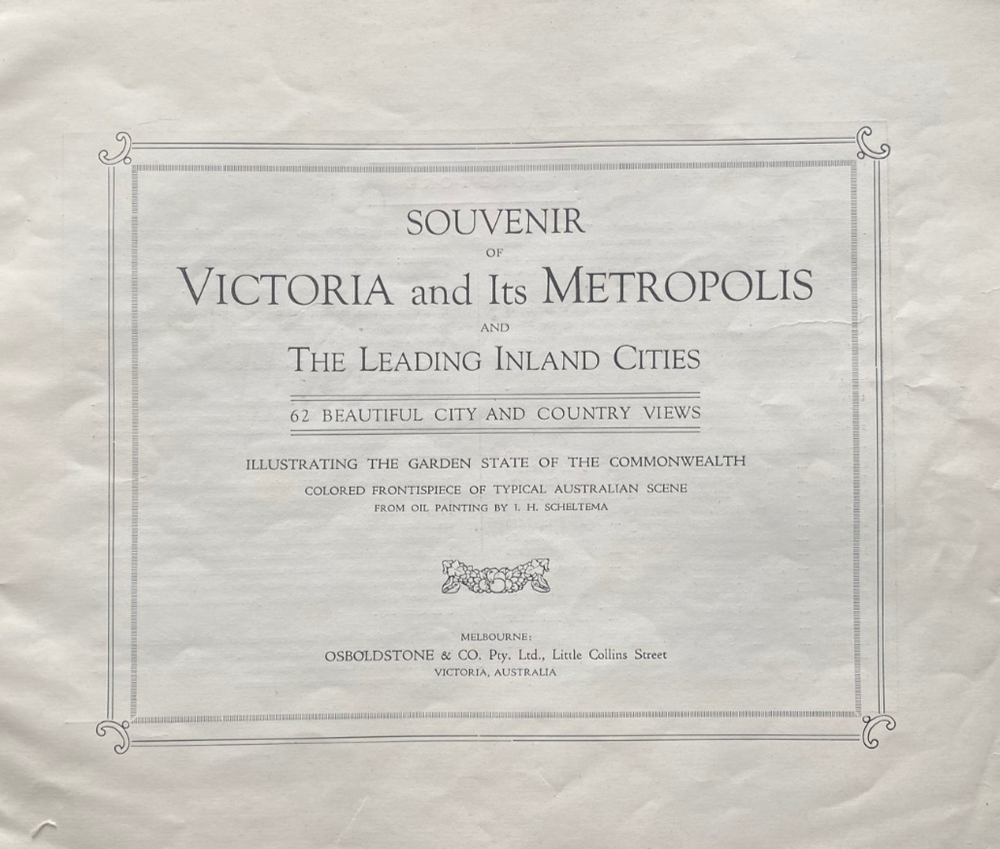 SOUVENIR
OF
VICTORIA and Its METROPOLIS
AND
THE LEADING INLAND CITIES
62 BEAUTIFUL CITY AND COUNTRY VIEWS
ILLUSTRATING THE GARDEN STATE OF THE COMMONWEALTH
COLORED FRONTISPIECE OF TYPICAL AUSTRALIAN SCENE
FROM OIL PAINTING BY I. H. SCHELTEMA
MELBOURNE:
OSBOLDSTONE & CO. Pty. Ltd., Little Collins Street
VICTORIA, AUSTRALIA